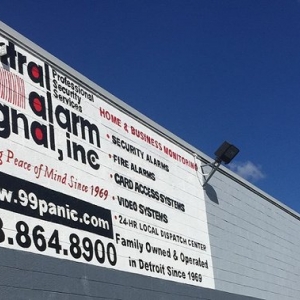 tral
alarm
gnal, inc
Professional
Security
Services
g Peace of Mind Since 1969
w.99panic.com
3.864.8900
HOME & BUSINESS MONITORING
• SECURITY ALARMS
• FIRE ALARMS
• CARD ACCESS SYSTEMS
• VIDEO SYSTEMS
• 24-HR LOCAL DISPATCH CENTER
Family Owned & Operated
in Detroit Since 1969